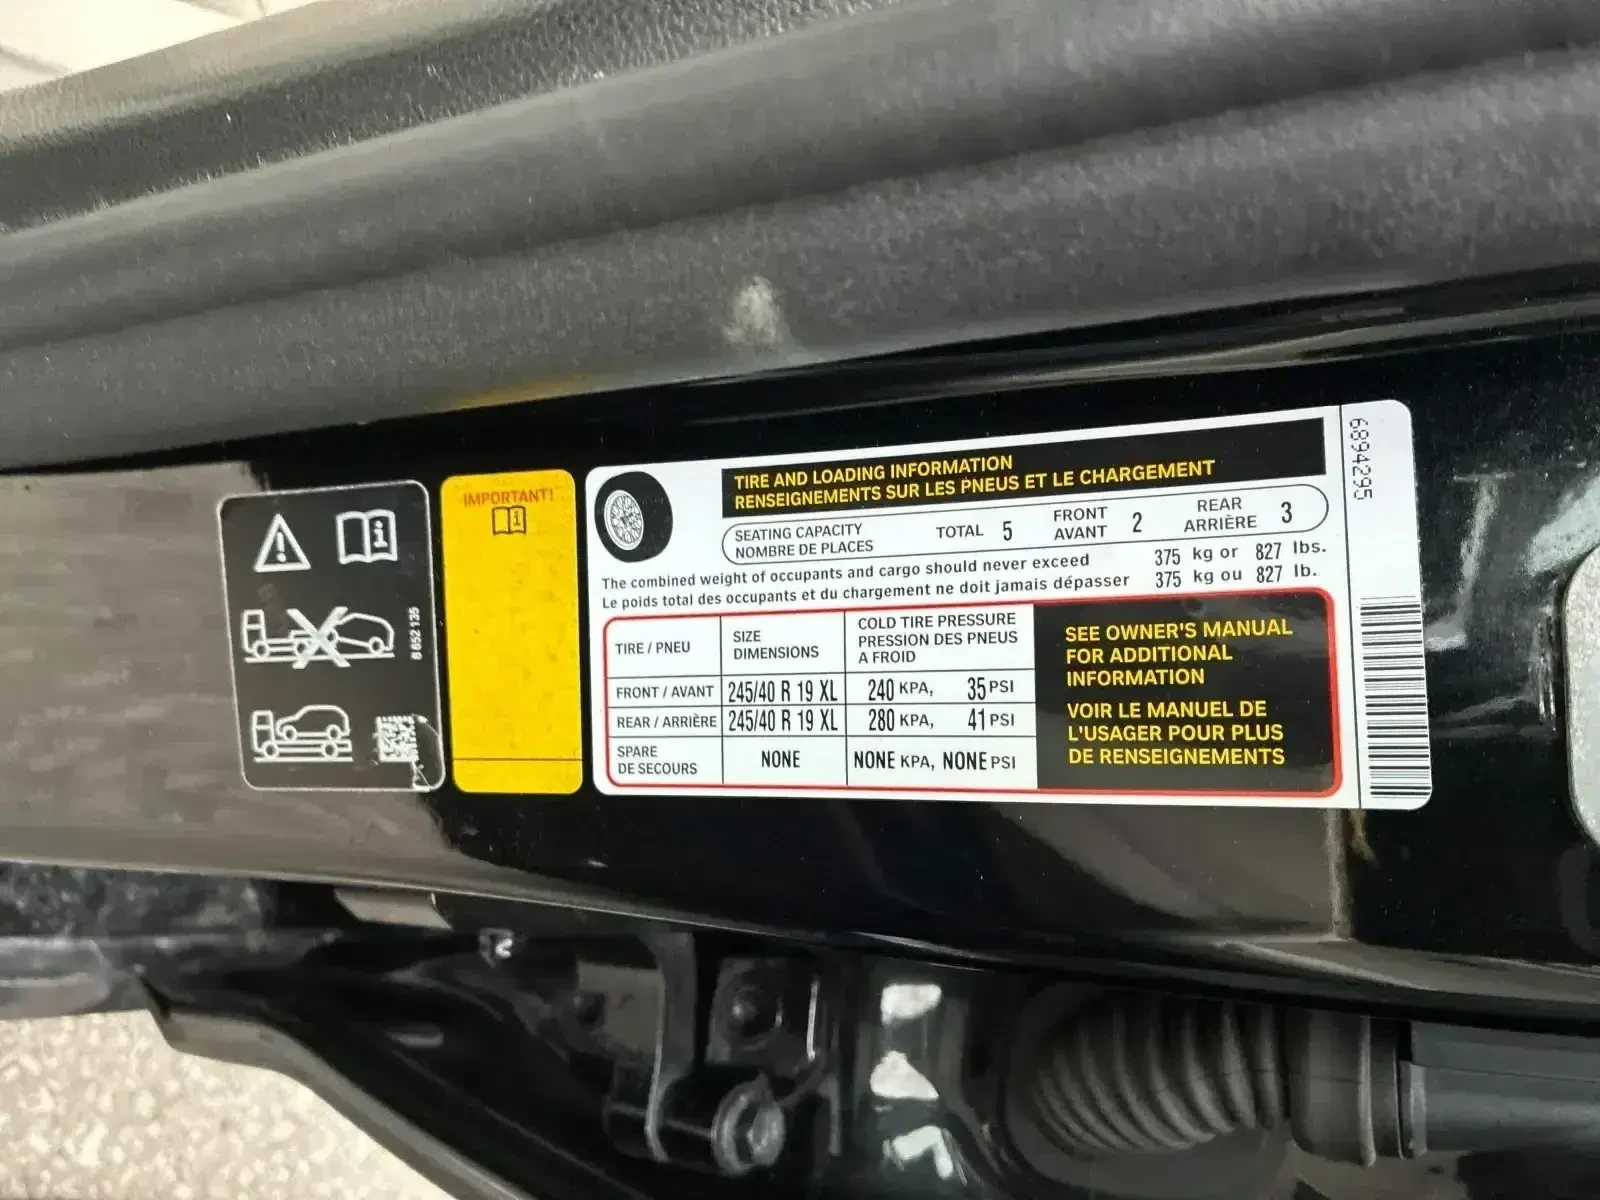 8 652 135
IMPORTANT!
TIRE AND LOADING INFORMATION
RENSEIGNEMENTS SUR LES PNEUS ET LE CHARGEMENT
SEATING CAPACITY
NOMBRE DE PLACES
TOTAL 5
FRONT
AVANT 2
REAR
ARRIÈRE 3
The combined weight of occupants and cargo should never exceed 375 kg or 827 lbs.
Le poids total des occupants et du chargement ne doit jamais dépasser 375 kg ou 827 lb.
TIRE / PNEU
SIZE
DIMENSIONS
COLD TIRE PRESSURE
PRESSION DES PNEUS
A FROID
FRONT / AVANT 245/40 R 19 XL 240 KPA, 35 PSI
REAR / ARRIÈRE 245/40 R 19 XL 280 KPA, 41 PSI
SPARE
DE SECOURS
NONE
NONE KPA, NONE PSI
SEE OWNER'S MANUAL
FOR ADDITIONAL
INFORMATION
VOIR LE MANUEL DE
L'USAGER POUR PLUS
DE RENSEIGNEMENTS
6894295